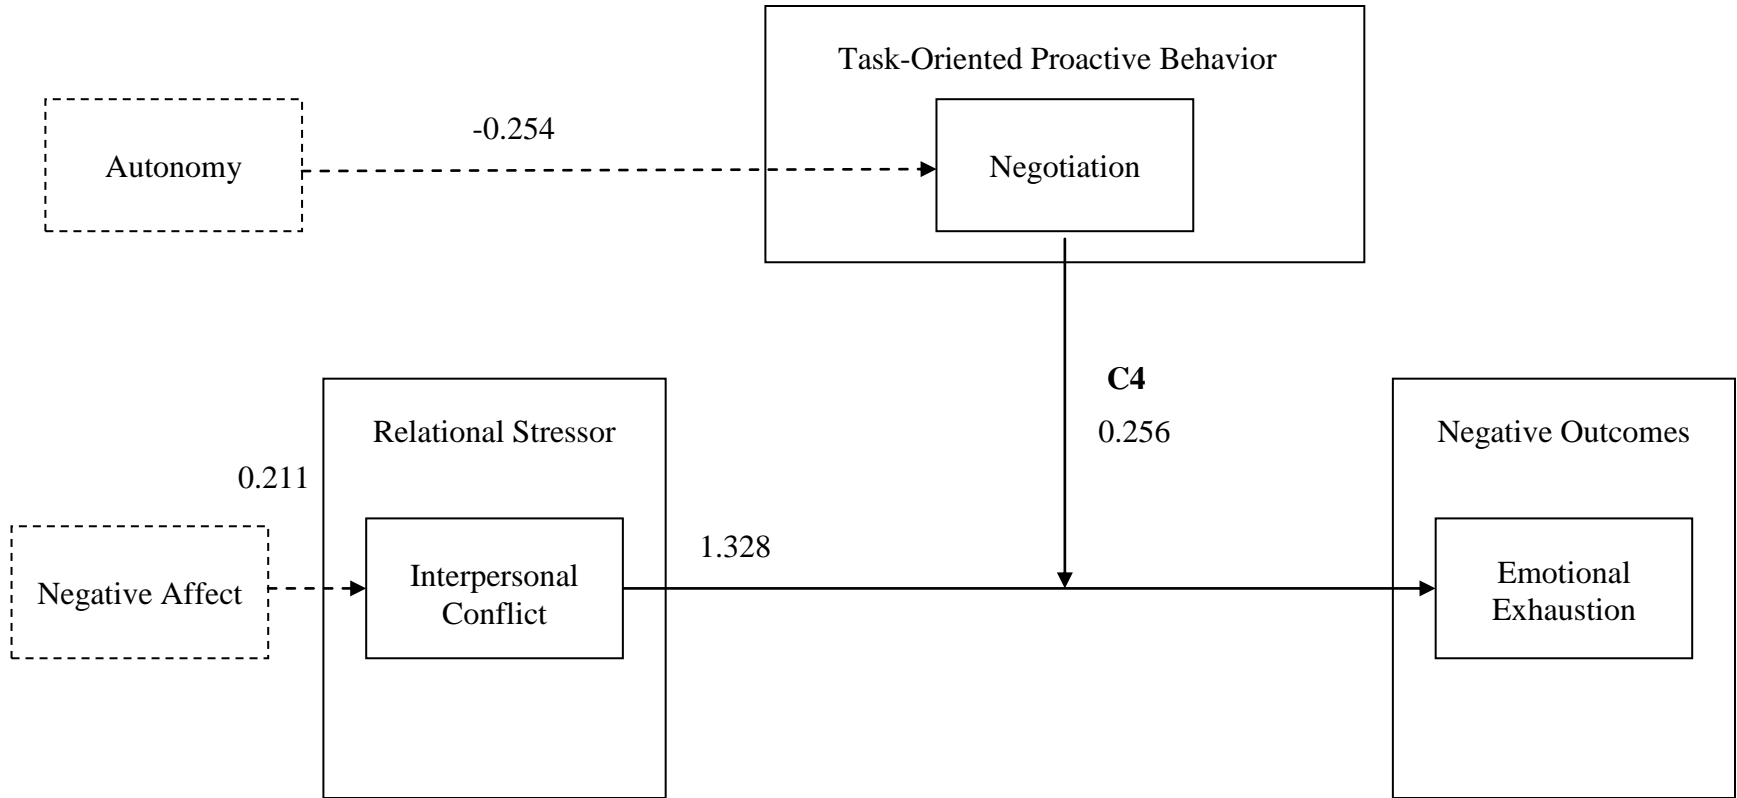 Task-Oriented Proactive Behavior
-0.254
Autonomy
Negotiation
C4
0.256
Relational Stressor
Negative Outcomes
0.211
1.328
Negative Affect
Interpersonal
Conflict
Emotional
Exhaustion